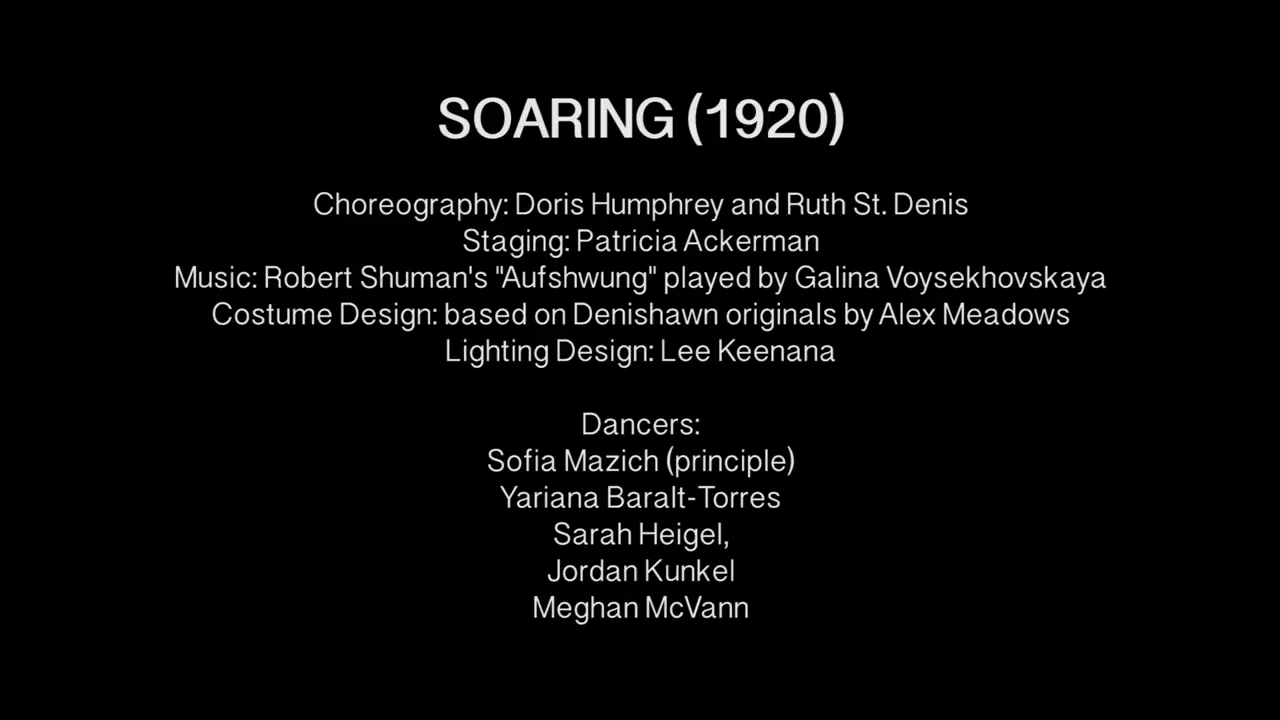 SOARING (1920)
Choreography: Doris Humphrey and Ruth St. Denis
Staging: Patricia Ackerman
Music: Robert Shuman's "Aufshwung" played by Galina Voysekhovskaya
Costume Design: based on Denishawn originals by Alex Meadows
Lighting Design: Lee Keenana
Dancers:
Sofia Mazich (principle)
Yariana Baralt-Torres
Sarah Heigel,
Jordan Kunkel
Meghan McVann